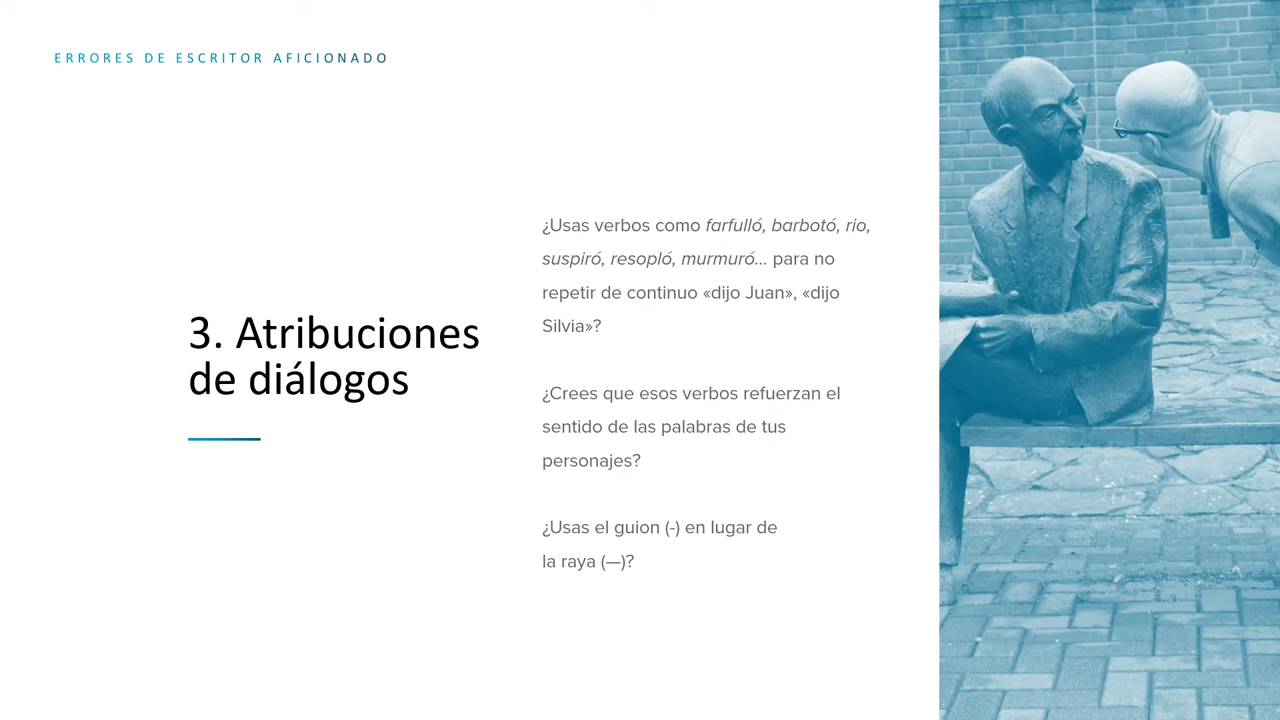 ERRORES DE ESCRITOR AFICIONADO
3. Atribuciones
de diálogos
¿Usas verbos como farfulló, barbotó, rio,
suspiró, resopló, murmuró... para no
repetir de continuo «dijo Juan», «dijo
Silvia»?
¿Crees que esos verbos refuerzan el
sentido de las palabras de tus
personajes?
¿Usas el guion (-) en lugar de
la raya (—)?